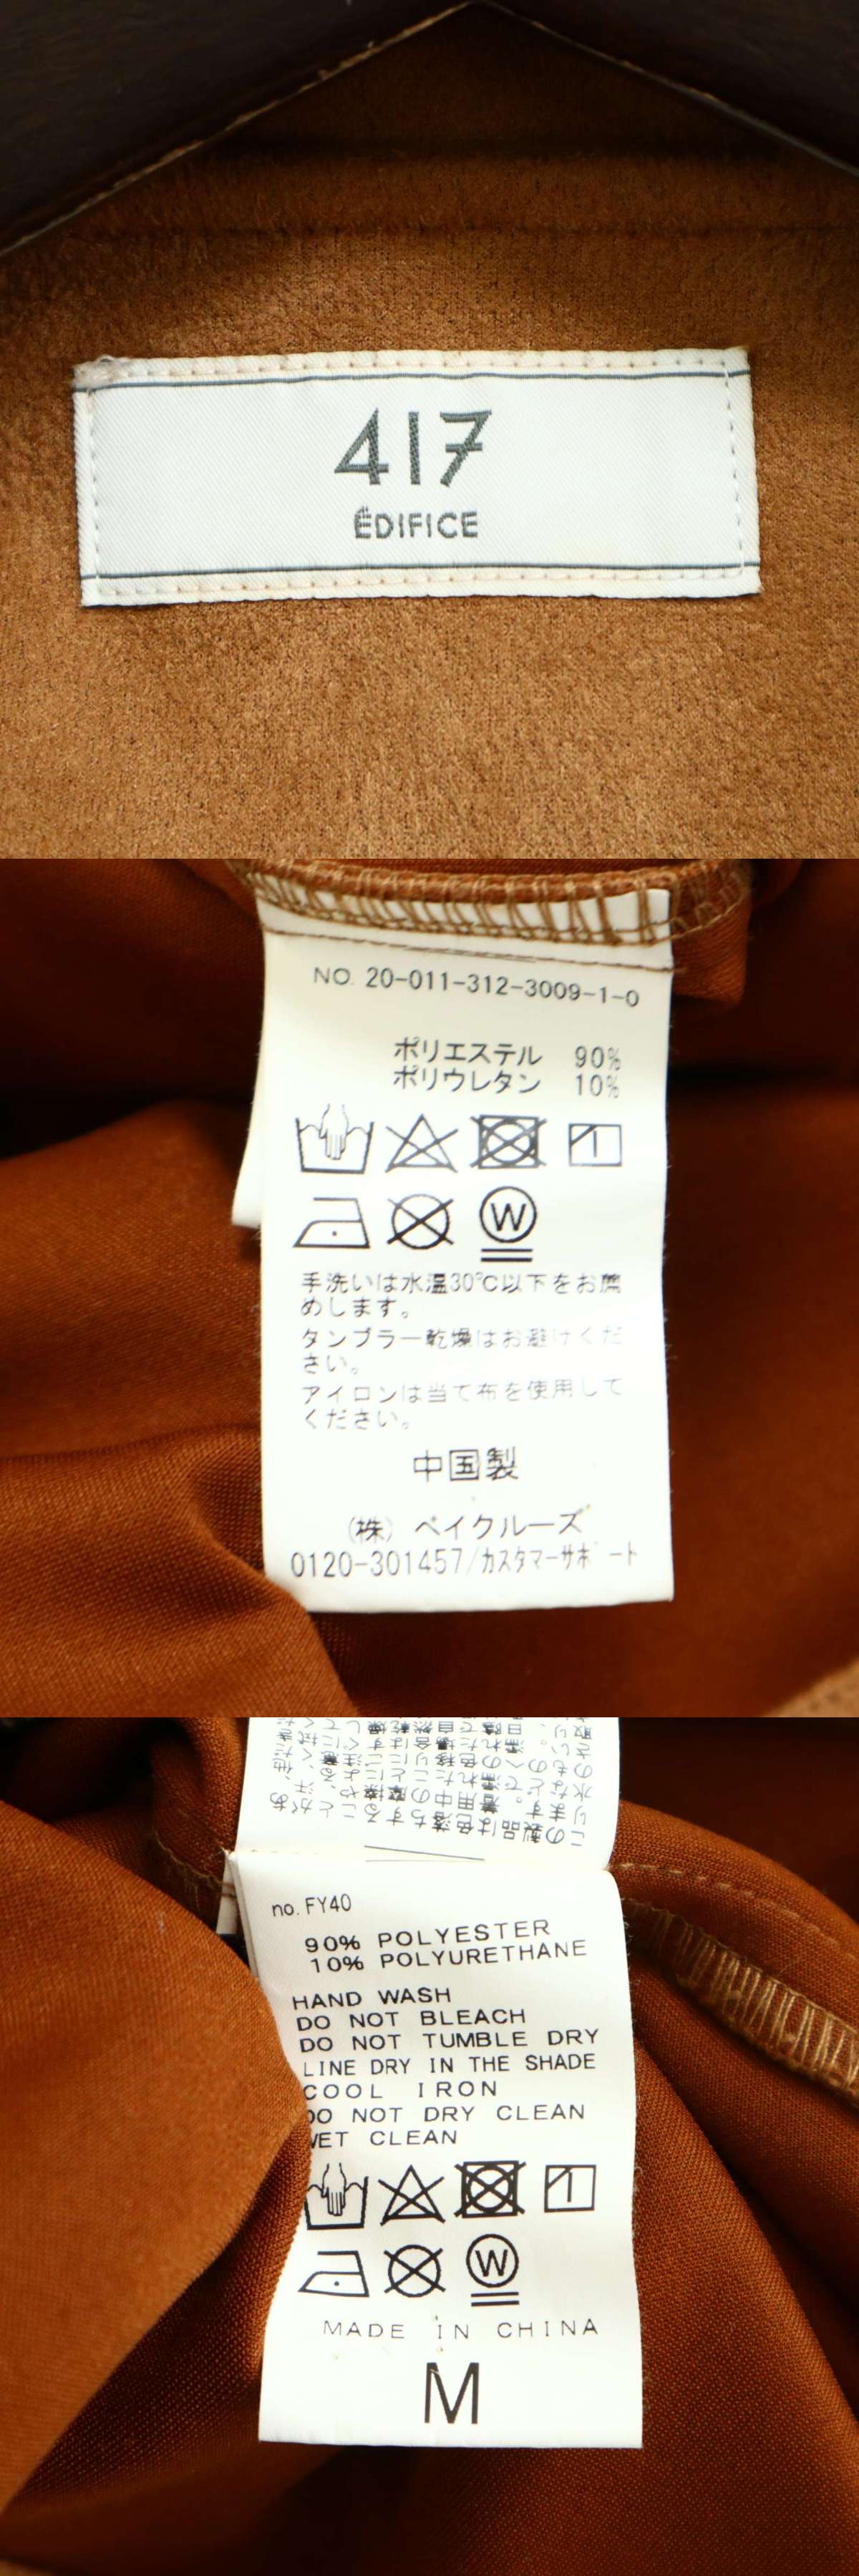 417
ÉDIFICE
NO. 20-011-312-3009-1-0
ポリエステル 90%
ポリウレタン 10%
W
手洗いは水温30℃以下をお薦
めします。
タンブラー乾燥はお避けくだ
さい。
アイロンは当て布を使用して
ください。
中国製
(株) ベイクルーズ
0120-301457/カスタマーサポート
no. FY40
90% POLYESTER
10% POLYURETHANE
HAND WASH
DO NOT BLEACH
DO NOT TUMBLE DRY
LINE DRY IN THE SHADE
COOL IRON
DO NOT DRY CLEAN
WET CLEAN
W
MADE IN CHINA
M